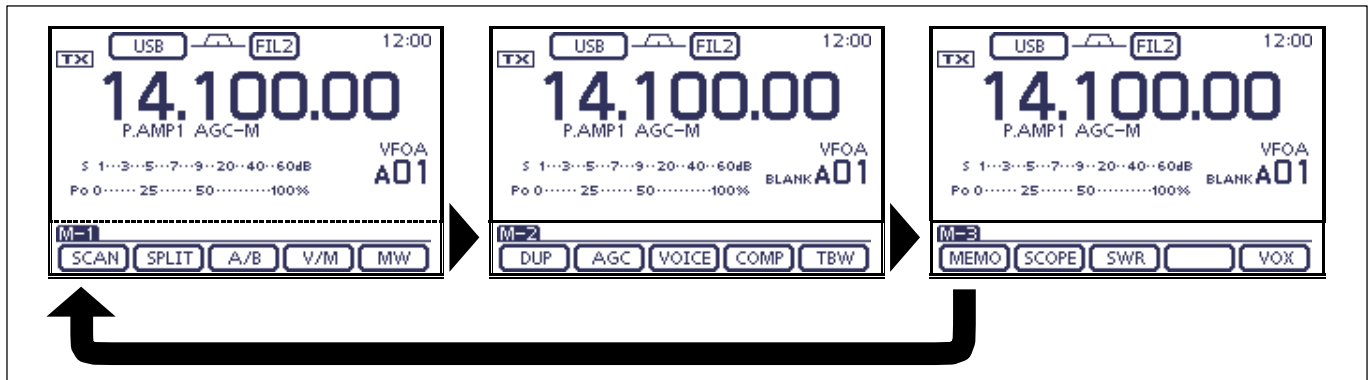 USB FIL2 12:00
TX
14.100.00
P.AMP1 AGC-M
VFOA
S 1···3···5···7···9··20··40··60dB
A01
Po 0······ 25 ······ 50 ·········100%
M-1
SCAN SPLIT A/B V/M MW
USB FIL2 12:00
TX
14.100.00
P.AMP1 AGC-M
VFOA
S 1···3···5···7···9··20··40··60dB
BLANK A01
Po 0······ 25 ······ 50 ·········100%
M-2
DUP AGC VOICE COMP TBW
USB FIL2 12:00
TX
14.100.00
P.AMP1 AGC-M
VFOA
S 1···3···5···7···9··20··40··60dB
BLANK A01
Po 0······ 25 ······ 50 ·········100%
M-3
MEMO SCOPE SWR VOX